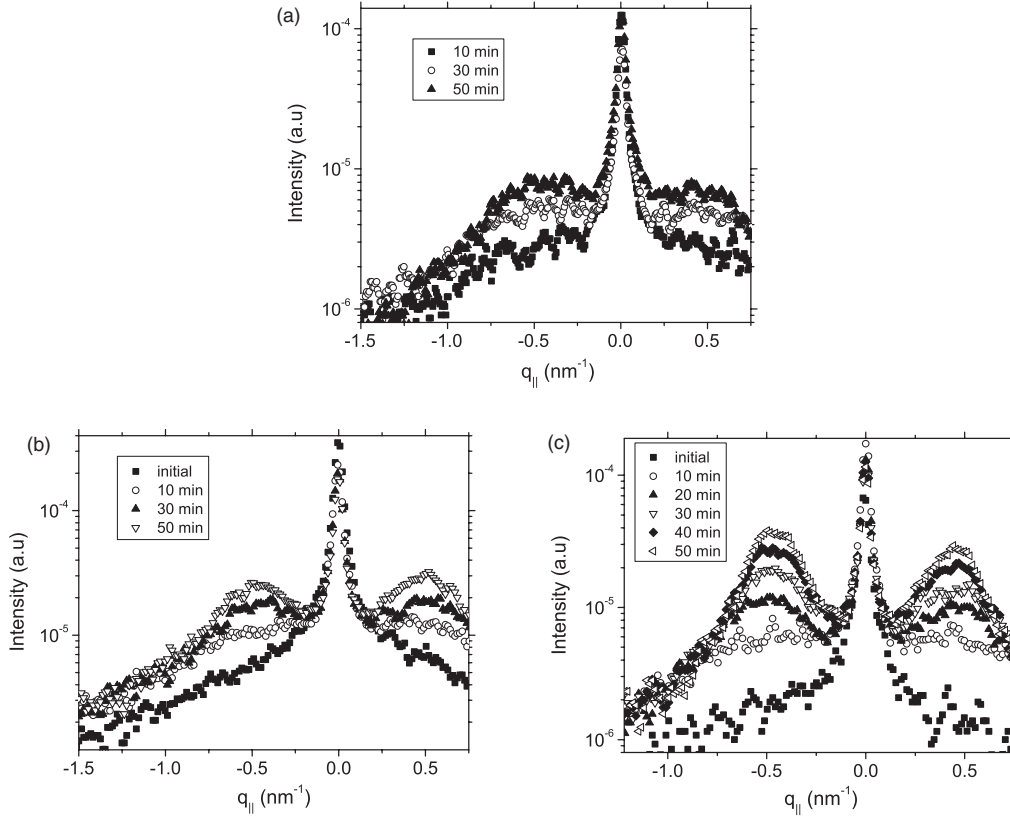 (a)
10⁻⁴
10⁻⁵
10⁻⁶
Intensity (a.u)
10 min
30 min
50 min
-1.5 -1.0 -0.5 0.0 0.5
q|| (nm⁻¹)
(b)
10⁻⁴
10⁻⁵
Intensity (a.u)
initial
10 min
30 min
50 min
-1.5 -1.0 -0.5 0.0 0.5
q|| (nm⁻¹)
(c)
10⁻⁴
10⁻⁵
10⁻⁶
Intensity (a.u)
initial
10 min
20 min
30 min
40 min
50 min
-1.0 -0.5 0.0 0.5
q|| (nm⁻¹)